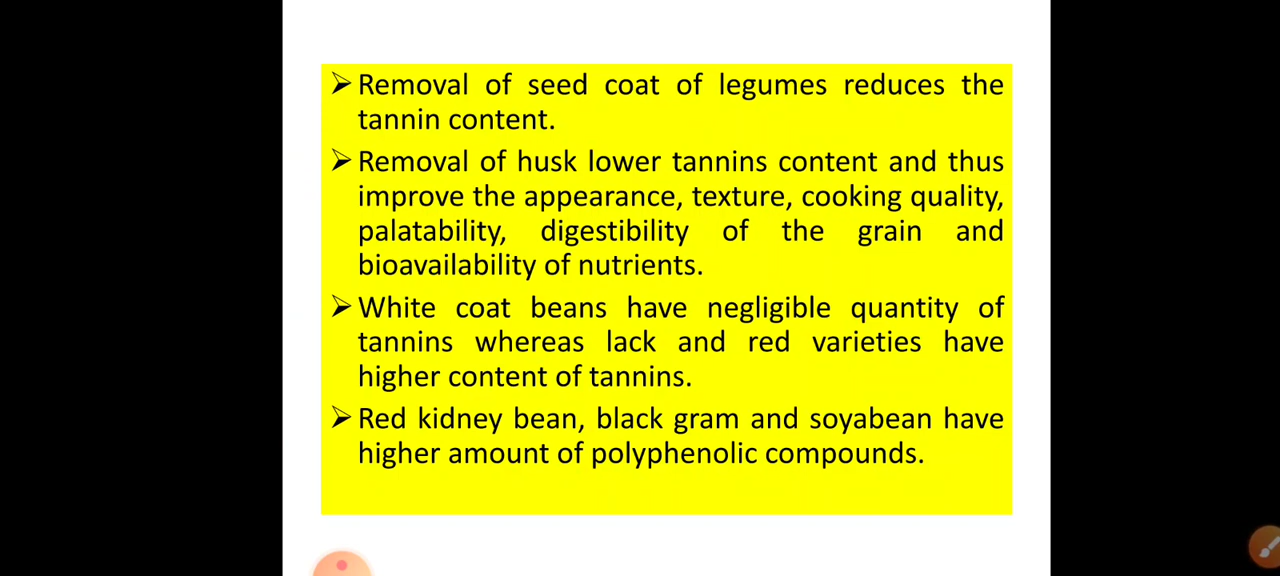 ➢ Removal of seed coat of legumes reduces the
tannin content.
➢ Removal of husk lower tannins content and thus
improve the appearance, texture, cooking quality,
palatability, digestibility of the grain and
bioavailability of nutrients.
➢ White coat beans have negligible quantity of
tannins whereas lack and red varieties have
higher content of tannins.
➢ Red kidney bean, black gram and soyabean have
higher amount of polyphenolic compounds.